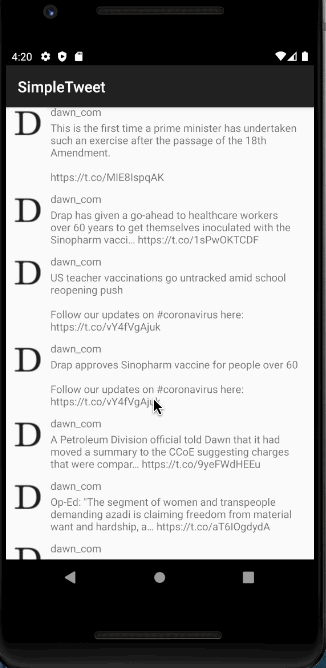 4:20
SimpleTweet
D dawn_com
This is the first time a prime minister has undertaken
such an exercise after the passage of the 18th
Amendment.
https://t.co/MIE8IspqAK
D dawn_com
Drap has given a go-ahead to healthcare workers
over 60 years to get themselves inoculated with the
Sinopharm vacci... https://t.co/1sPwOKTCDF
D dawn_com
US teacher vaccinations go untracked amid school
reopening push
Follow our updates on #coronavirus here:
https://t.co/vY4fVgAjuk
D dawn_com
Drap approves Sinopharm vaccine for people over 60
Follow our updates on #coronavirus here:
https://t.co/vY4fVgAjuk
D dawn_com
A Petroleum Division official told Dawn that it had
moved a summary to the CCoE suggesting charges
that were compar... https://t.co/9yeFWdHEEu
D dawn_com
Op-Ed: "The segment of women and transpeople
demanding azadi is claiming freedom from material
want and hardship, a... https://t.co/aT6IOgdydA
D dawn_com